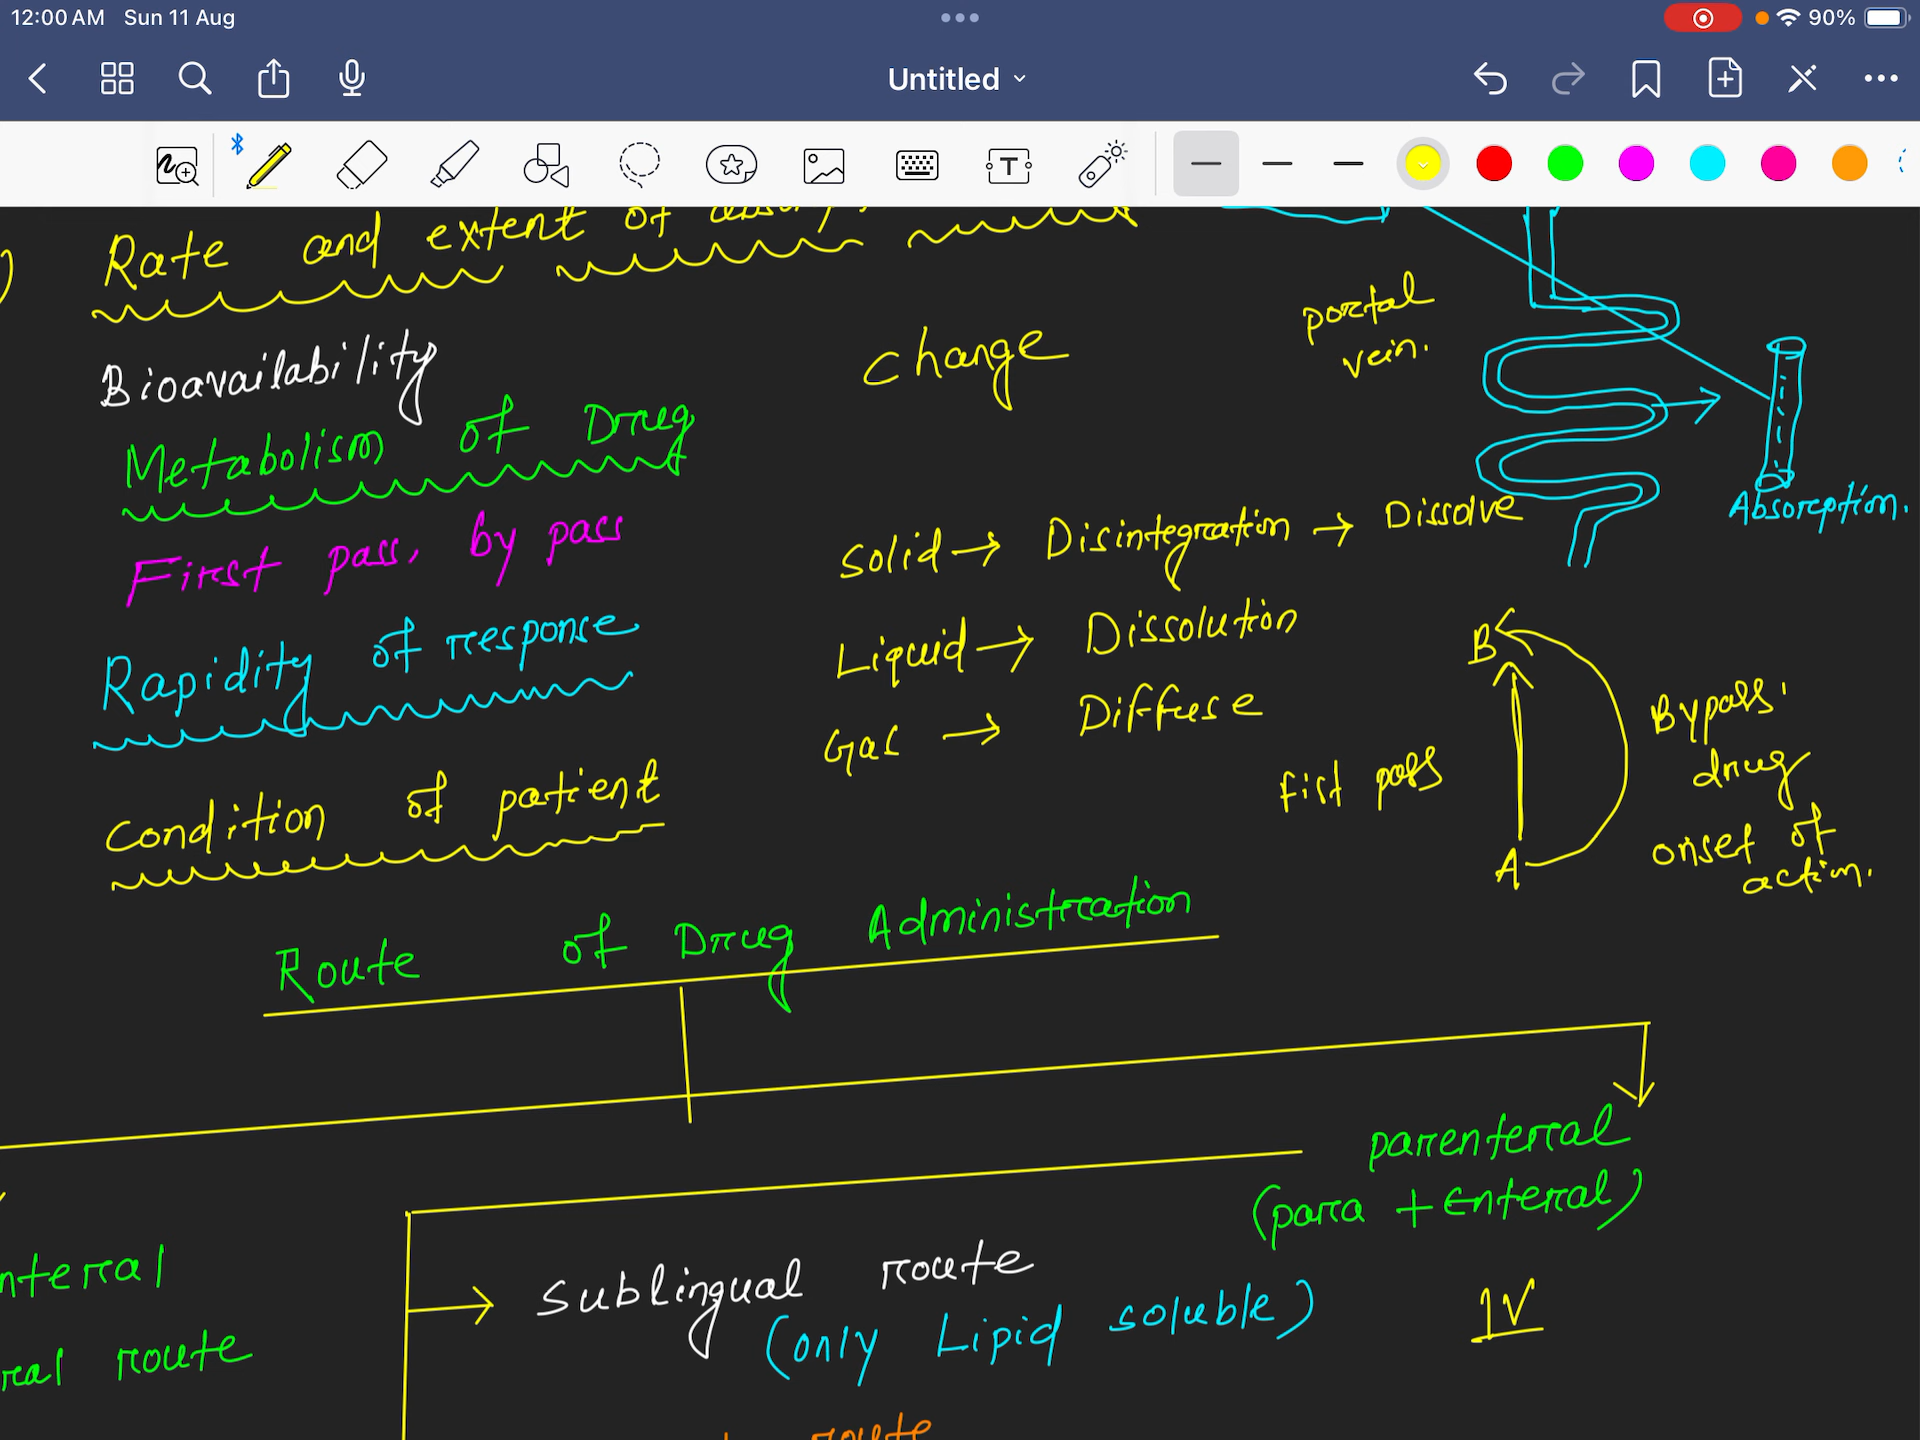 12:00 AM Sun 11 Aug
90%
Untitled
T
Rate and extent of
Bioavailability
Change
portal
vein.
Metabolism of Drug
First pass, by pass
Absorption.
Solid → Disintegration → Dissolve
Rapidity of response
Liquid → Dissolution
Gas → Diffuse
Condition of patient
B
A
fist pass
Bypass
drug
onset of
action.
Route of Drug Administration
parenteral
(para + Enteral)
IV
nteral
ral route
Sublingual route
(only Lipid soluble)
route